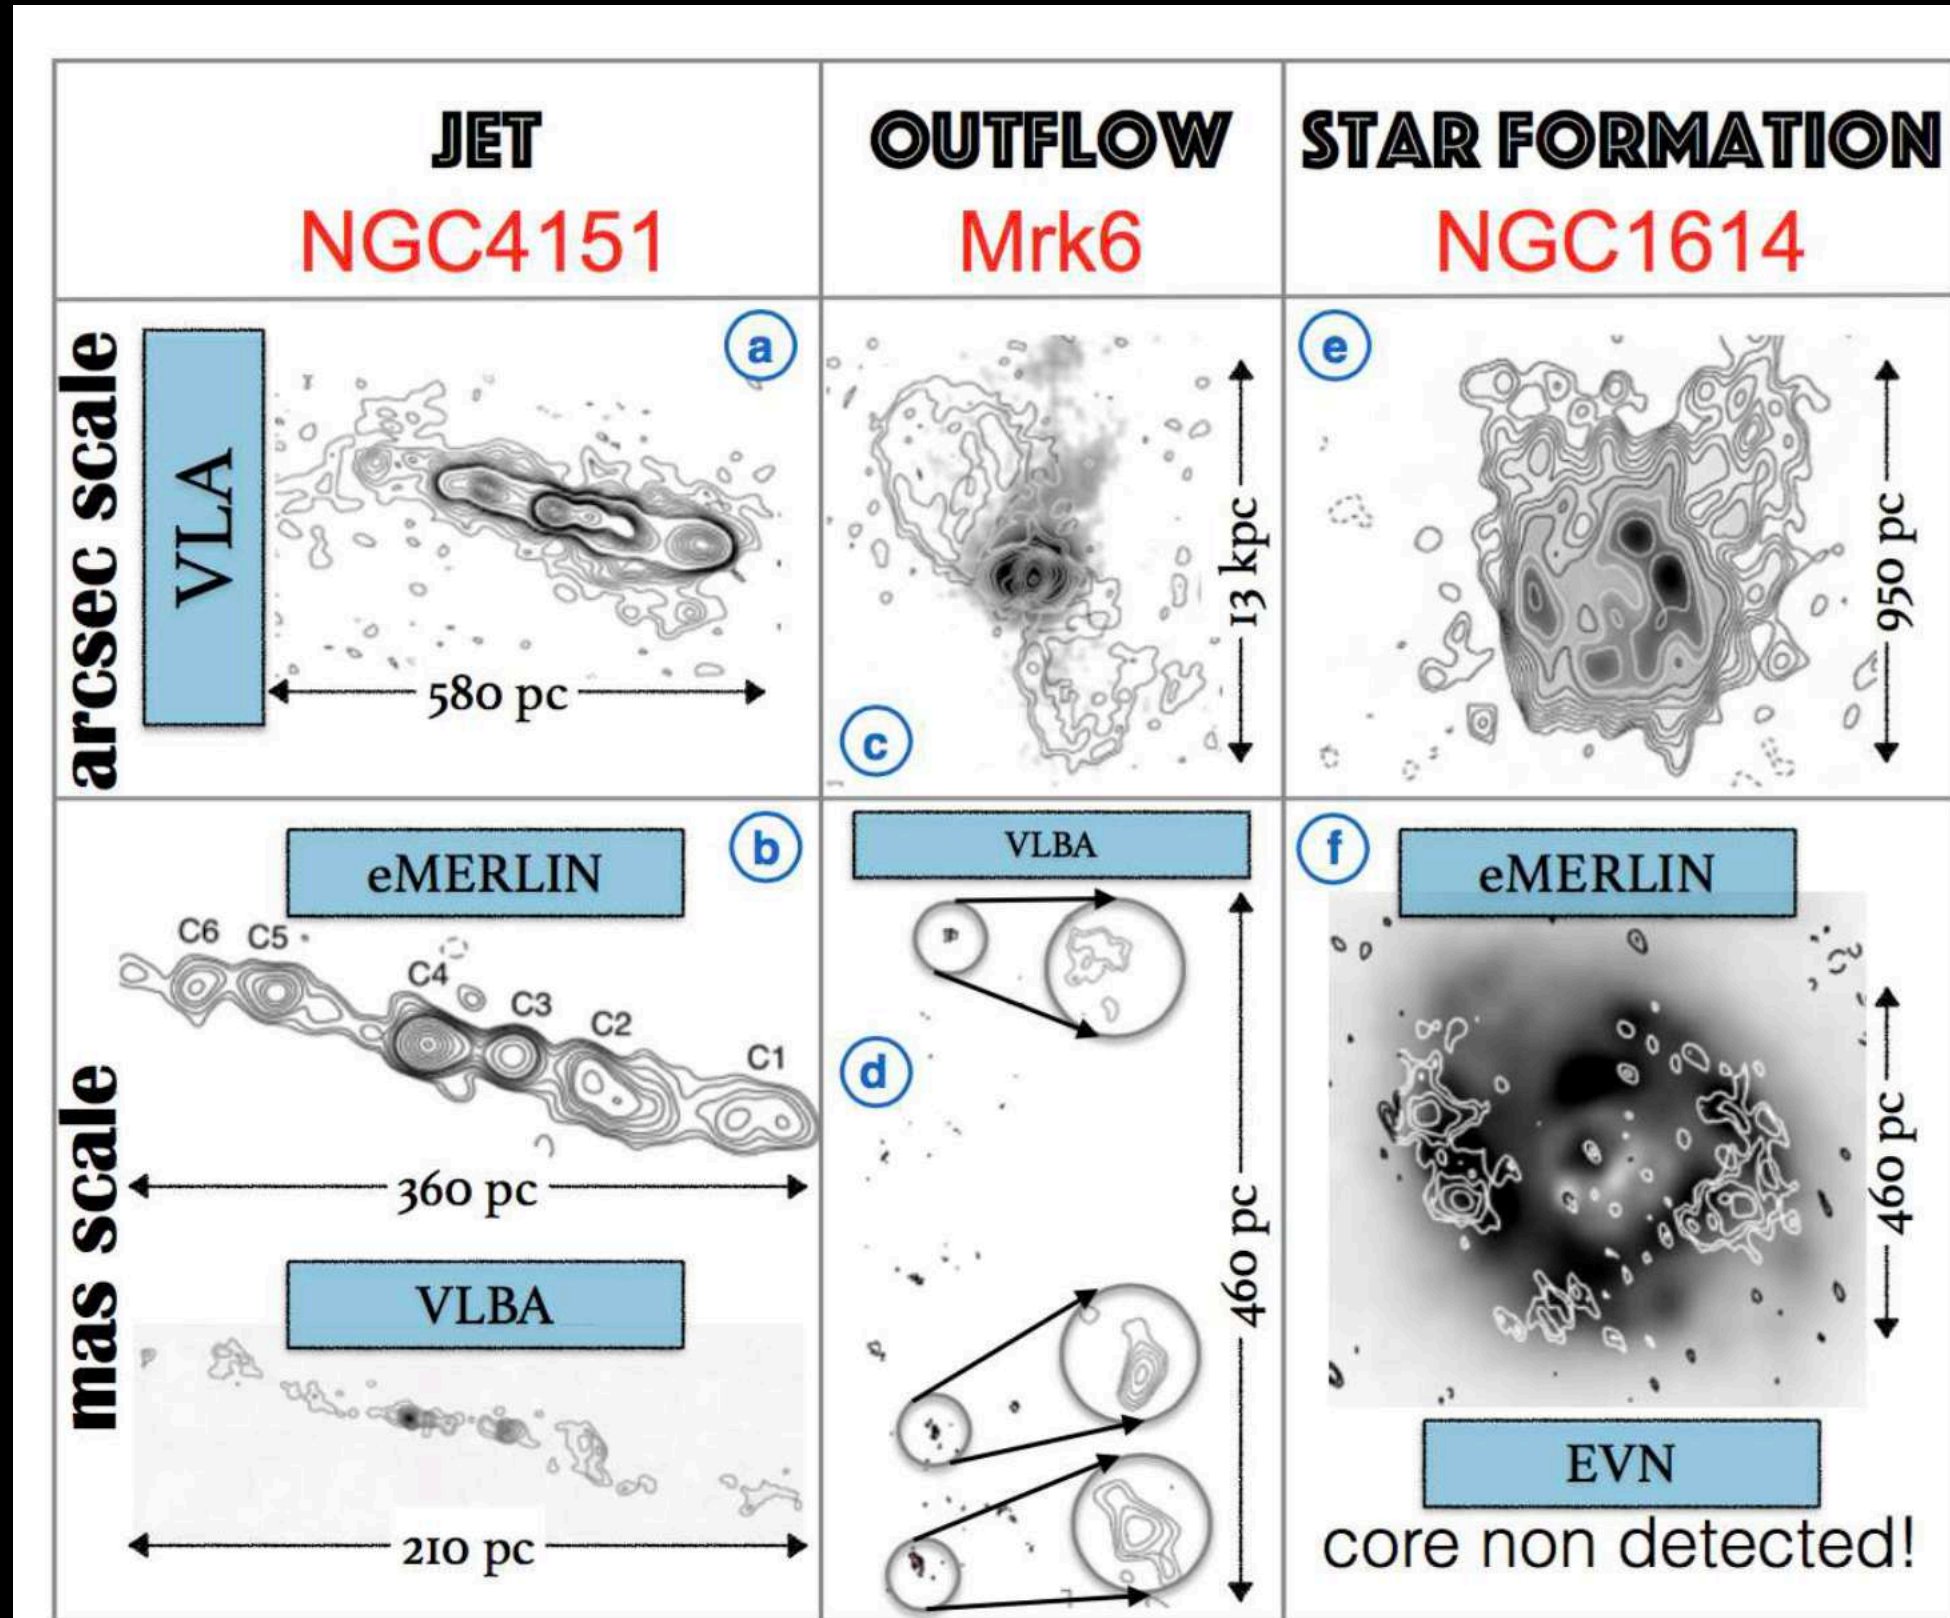 JET
NGC4151
OUTFLOW
Mrk6
STAR FORMATION
NGC1614
arcsec scale
VLA
a
580 pc
c
13 kpc
e
950 pc
mas scale
eMERLIN
b
C6 C5 C4 C3 C2 C1
360 pc
VLBA
210 pc
VLBA
d
460 pc
f
eMERLIN
460 pc
EVN
core non detected!